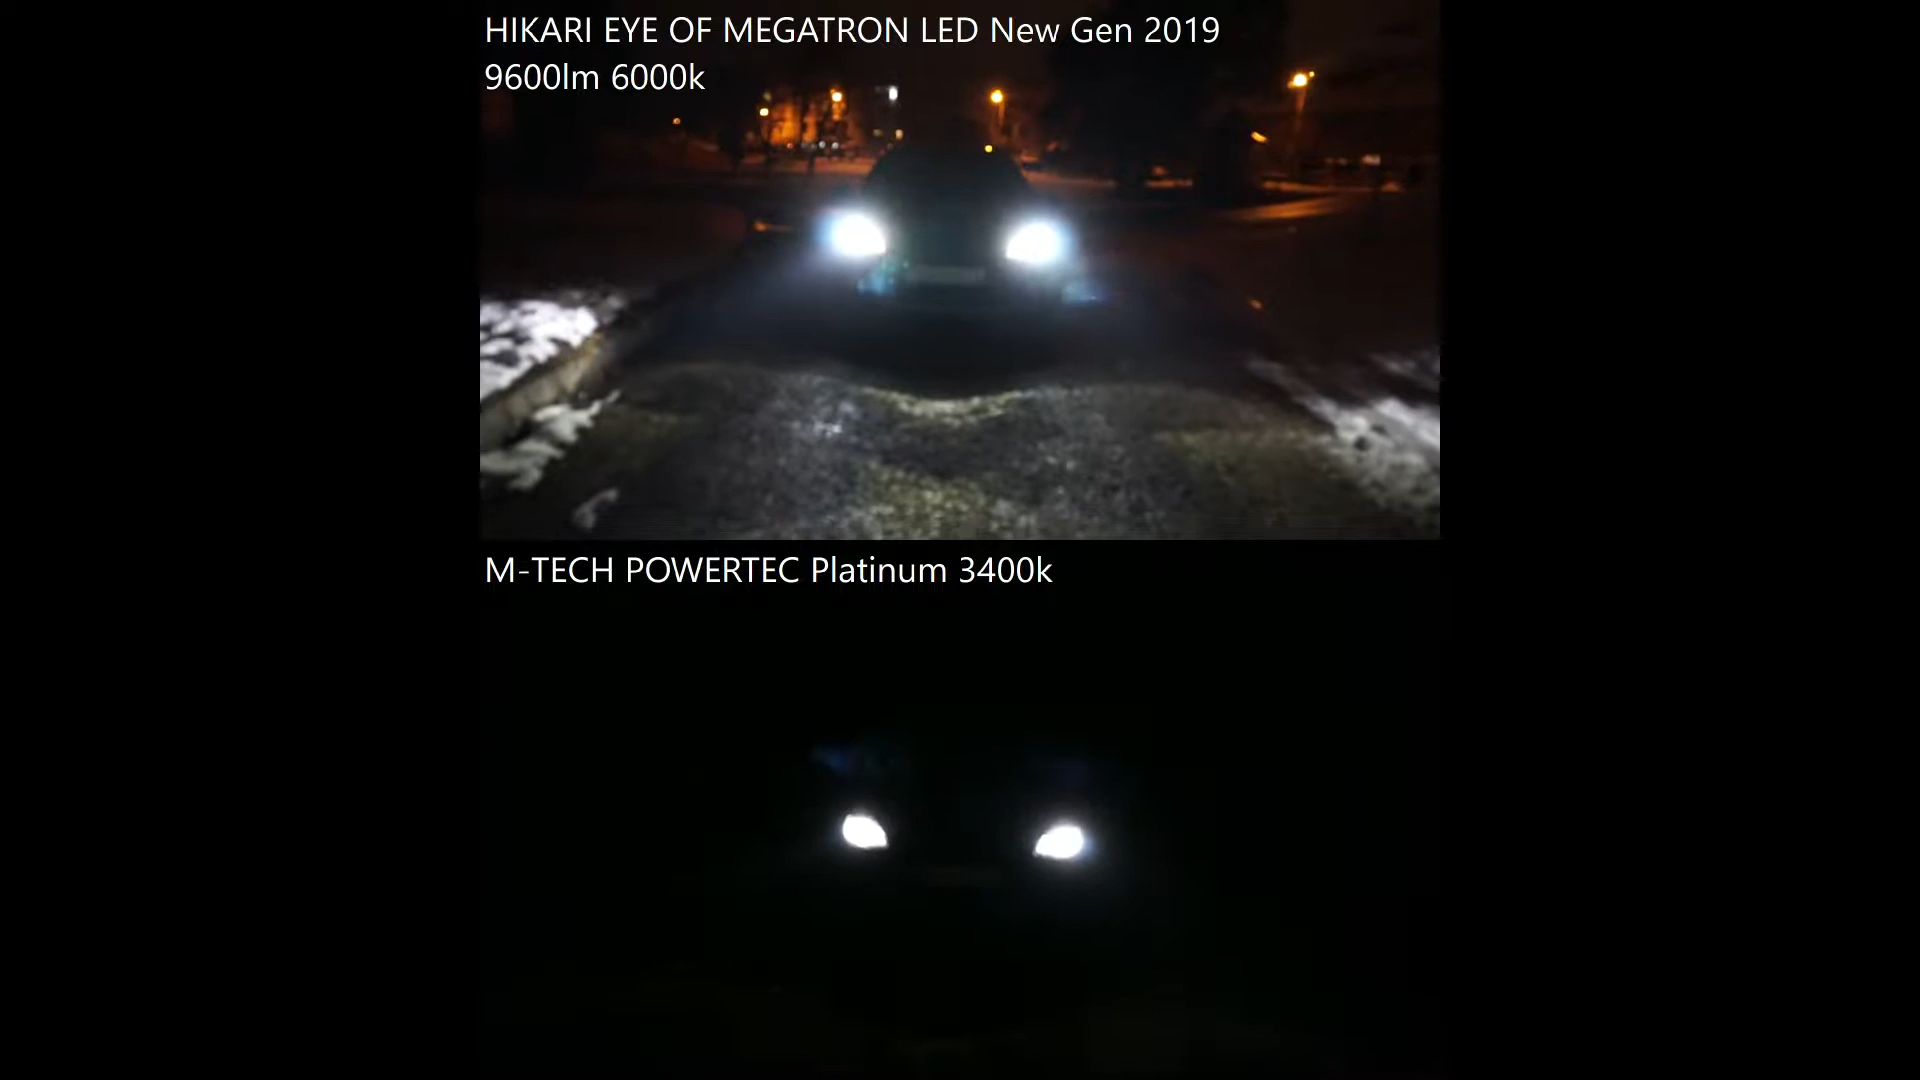 HIKARI EYE OF MEGATRON LED New Gen 2019
9600lm 6000k
M-TECH POWERTEC Platinum 3400k